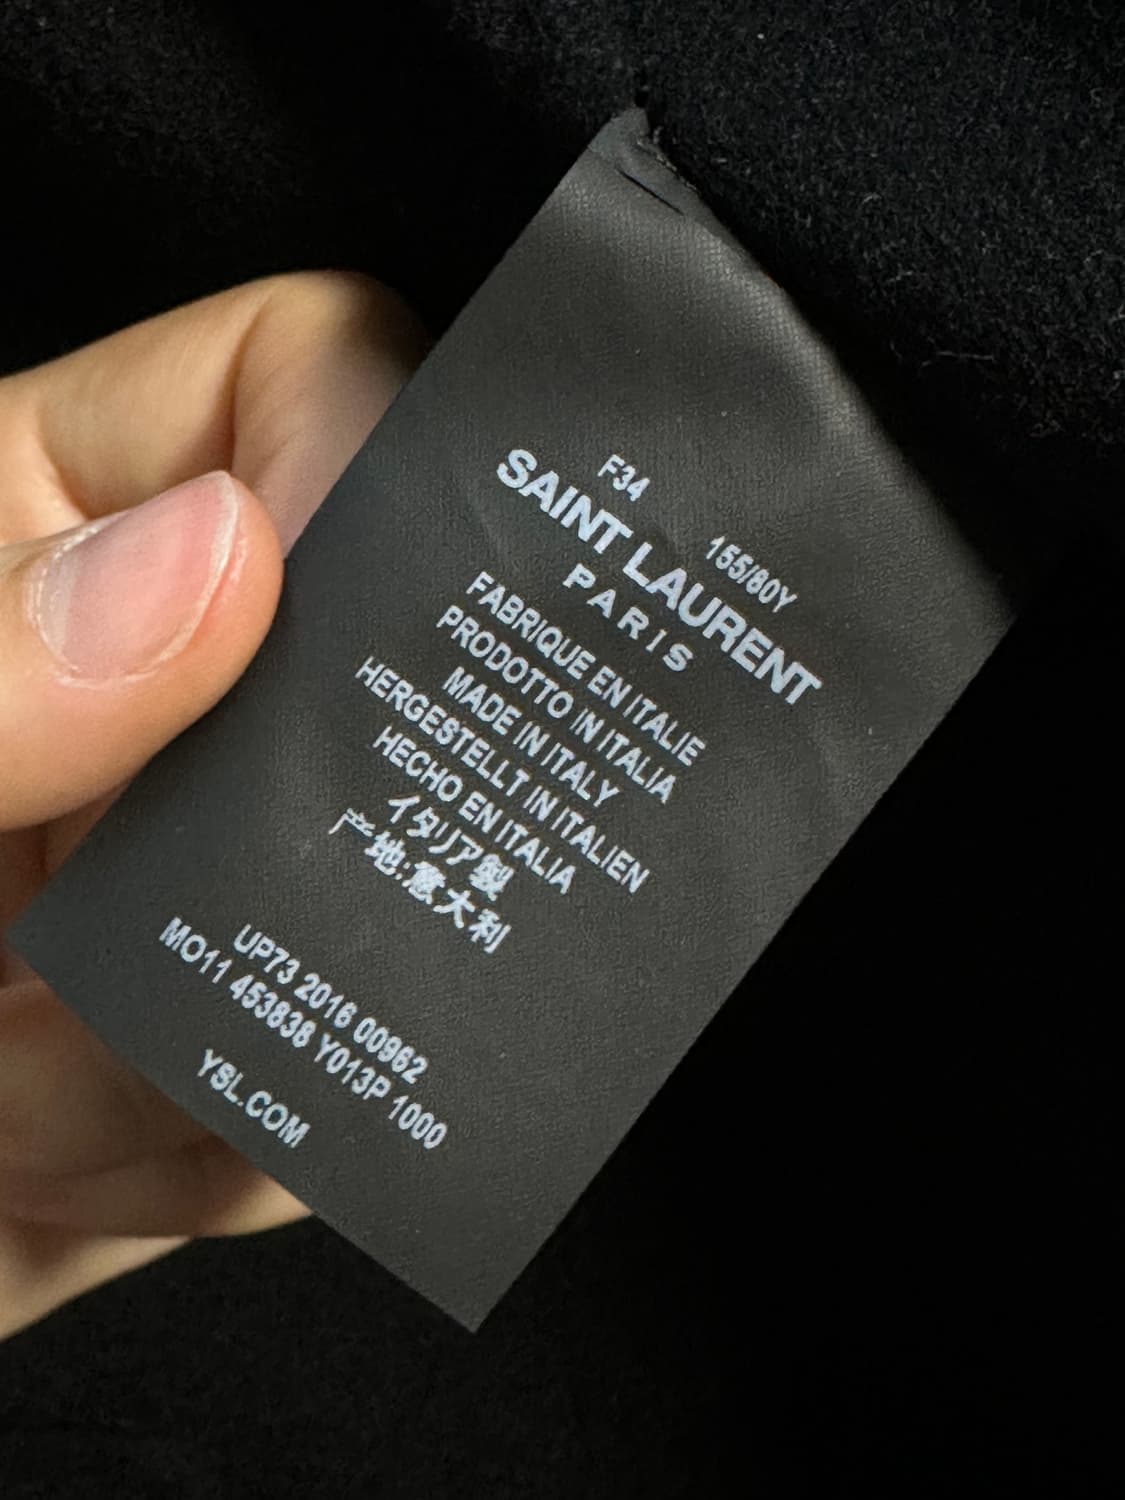 F34 155/80Y
SAINT LAURENT
PARIS
FABRIQUE EN ITALIE
PRODOTTO IN ITALIA
MADE IN ITALY
HERGESTELLT IN ITALIEN
HECHO EN ITALIA
イタリア製
产地:意大利
UP73 2016 00962
MO11 453838 Y013P 1000
YSL.COM